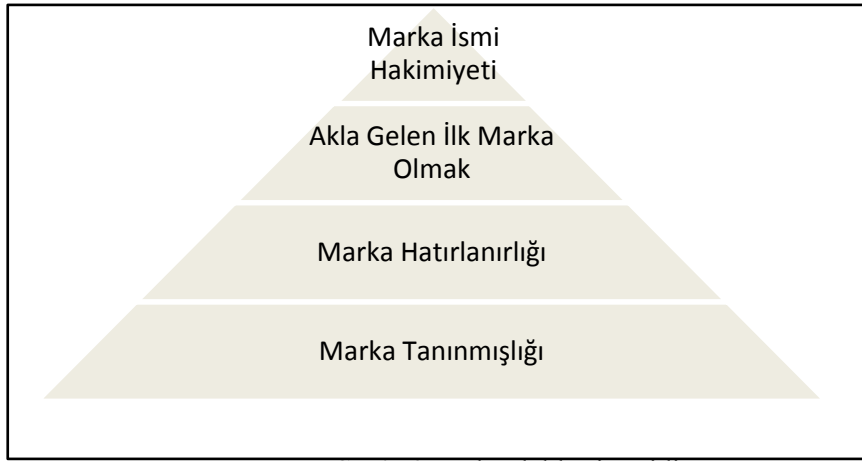 Marka İsmi
Hakimiyeti
Akla Gelen İlk Marka
Olmak
Marka Hatırlanırlığı
Marka Tanınmışlığı